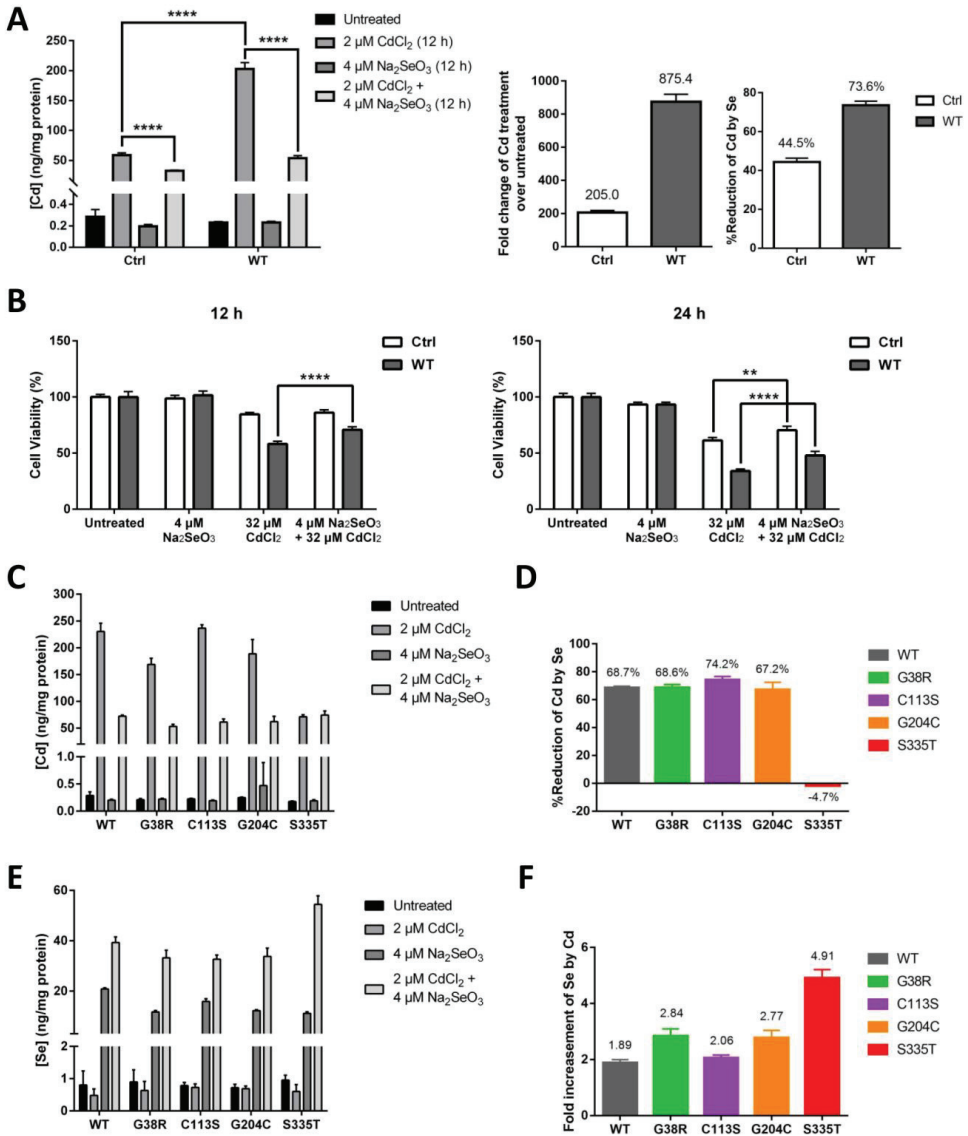 A
[Cd] (ng/mg protein)
250
200
150
100
50
0.4
0.2
0.0
****
****
****
Ctrl
WT
Untreated
2 µM CdCl2 (12 h)
4 µM Na2SeO3 (12 h)
2 µM CdCl2 +
4 µM Na2SeO3 (12 h)
Fold change of Cd treatment
over untreated
1000
800
600
400
200
0
205.0
875.4
Ctrl
WT
%Reduction of Cd by Se
100
80
60
40
20
0
44.5%
73.6%
Ctrl
WT
Ctrl
WT
B
12 h
Cell Viability (%)
150
100
50
0
****
Ctrl
WT
Untreated
4 µM
Na2SeO3
32 µM
CdCl2
4 µM Na2SeO3
+ 32 µM CdCl2
24 h
Cell Viability (%)
150
100
50
0
**
****
Ctrl
WT
Untreated
4 µM
Na2SeO3
32 µM
CdCl2
4 µM Na2SeO3
+ 32 µM CdCl2
C
[Cd] (ng/mg protein)
300
250
200
150
100
50
1.0
0.5
0.0
WT
G38R
C113S
G204C
S335T
Untreated
2 µM CdCl2
4 µM Na2SeO3
2 µM CdCl2 +
4 µM Na2SeO3
D
%Reduction of Cd by Se
100
80
60
40
20
0
-20
68.7%
68.6%
74.2%
67.2%
-4.7%
WT
G38R
C113S
G204C
S335T
WT
G38R
C113S
G204C
S335T
E
[Se] (ng/mg protein)
60
40
20
2
1
0
WT
G38R
C113S
G204C
S335T
Untreated
2 µM CdCl2
4 µM Na2SeO3
2 µM CdCl2 +
4 µM Na2SeO3
F
Fold increasement of Se by Cd
6
4
2
0
1.89
2.84
2.06
2.77
4.91
WT
G38R
C113S
G204C
S335T
WT
G38R
C113S
G204C
S335T